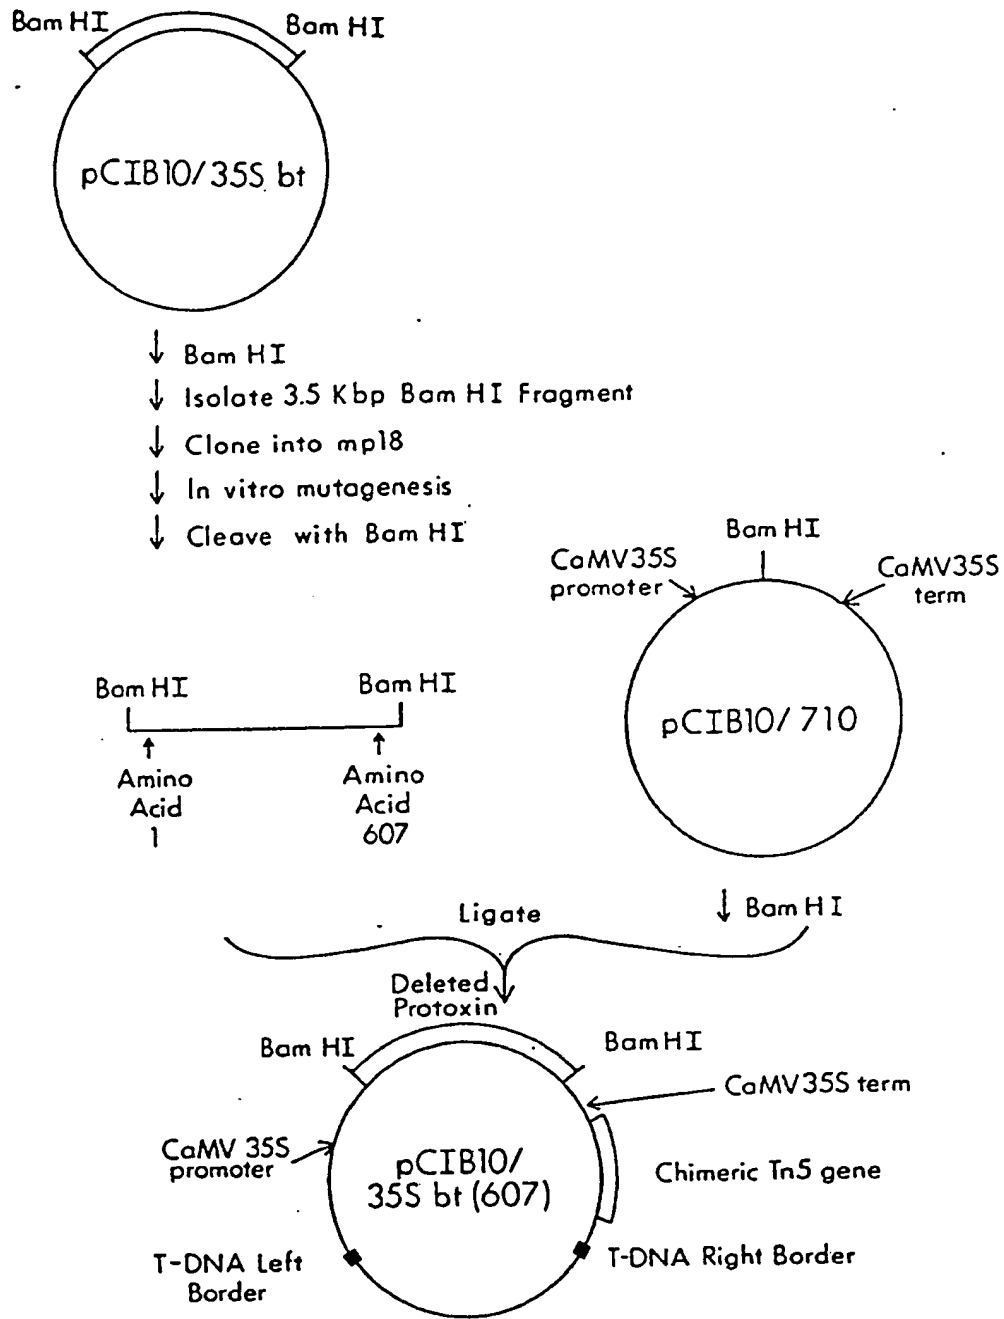 Bam HI
Bam HI
pCIB10/35S bt
Bam HI
Isolate 3.5 Kbp Bam HI Fragment
Clone into mp18
In vitro mutagenesis
Cleave with Bam HI
Bam HI
CaMV35S
promoter
CaMV35S
term
pCIB10/710
Bam HI
Bam HI
Amino
Acid
1
Amino
Acid
607
Bam HI
Ligate
Deleted
Protoxin
Bam HI
Bam HI
CaMV35S term
CaMV 35S
promoter
pCIB10/
35S bt (607)
Chimeric Tn5 gene
T-DNA Left
Border
T-DNA Right Border